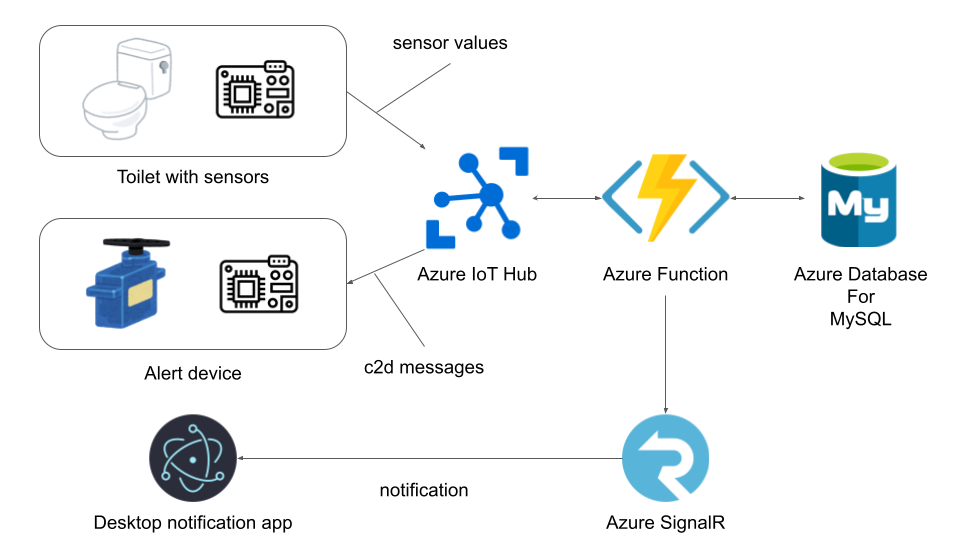 sensor values
Toilet with sensors
Azure IoT Hub
Azure Function
My
Azure Database
For
MySQL
c2d messages
Alert device
notification
Desktop notification app
Azure SignalR